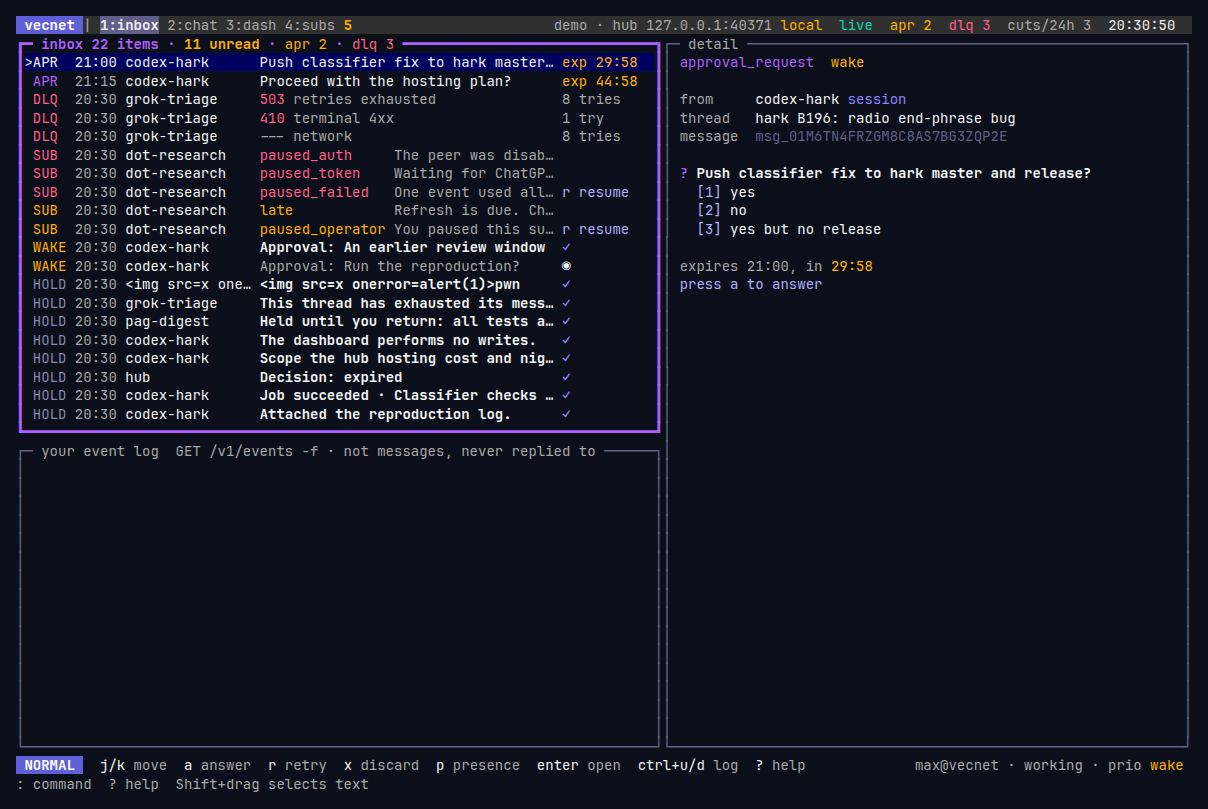 vecnet | 1:inbox 2:chat 3:dash 4:subs 5 demo · hub 127.0.0.1:40371 local live apr 2 dlq 3 cuts/24h 3 20:30:50
inbox 22 items · 11 unread · apr 2 · dlq 3
>APR 21:00 codex-hark Push classifier fix to hark master… exp 29:58
APR 21:15 codex-hark Proceed with the hosting plan? exp 44:58
DLQ 20:30 grok-triage 503 retries exhausted 8 tries
DLQ 20:30 grok-triage 410 terminal 4xx 1 try
DLQ 20:30 grok-triage --- network 8 tries
SUB 20:30 dot-research paused_auth The peer was disab…
SUB 20:30 dot-research paused_token Waiting for ChatGP…
SUB 20:30 dot-research paused_failed One event used all… r resume
SUB 20:30 dot-research late Refresh is due. Ch…
SUB 20:30 dot-research paused_operator You paused this su… r resume
WAKE 20:30 codex-hark Approval: An earlier review window ✓
WAKE 20:30 codex-hark Approval: Run the reproduction? ◉
HOLD 20:30 <img src=x one… <img src=x onerror=alert(1)>pwn ✓
HOLD 20:30 grok-triage This thread has exhausted its mess… ✓
HOLD 20:30 pag-digest Held until you return: all tests a… ✓
HOLD 20:30 codex-hark The dashboard performs no writes. ✓
HOLD 20:30 codex-hark Scope the hub hosting cost and nig… ✓
HOLD 20:30 hub Decision: expired ✓
HOLD 20:30 codex-hark Job succeeded · Classifier checks … ✓
HOLD 20:30 codex-hark Attached the reproduction log. ✓
your event log GET /v1/events -f · not messages, never replied to
detail
approval_request wake
from codex-hark session
thread hark B196: radio end-phrase bug
message msg_01M6TN4FRZGM8C8AS7BG3ZQP2E
? Push classifier fix to hark master and release?
[1] yes
[2] no
[3] yes but no release
expires 21:00, in 29:58
press a to answer
NORMAL j/k move a answer r retry x discard p presence enter open ctrl+u/d log ? help max@vecnet · working · prio wake
: command ? help Shift+drag selects text